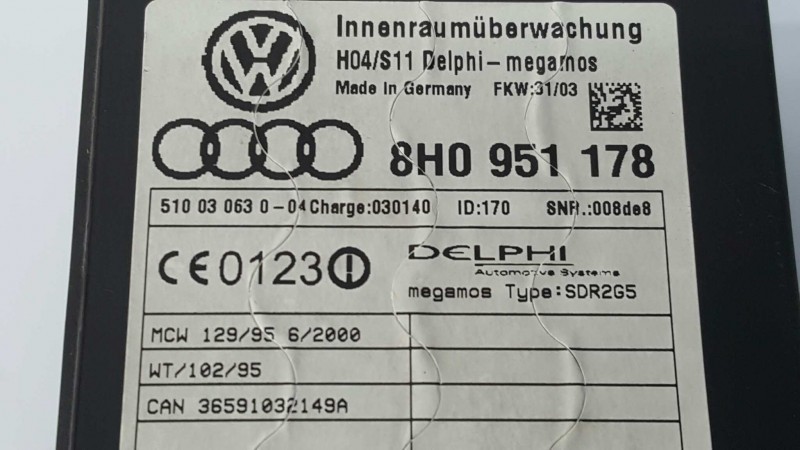 Innenraumüberwachung
H04/S11 Delphi-megamos
Made in Germany FKW:31/03
8H0 951 178
510 03 063 0-04 Charge:030140 ID:170 SNR.:008de8
CE0123
DELPHI
Automotive Systems
megamos Type:SDR2G5
MCW 129/95 6/2000
WT/102/95
CAN 36591032149A